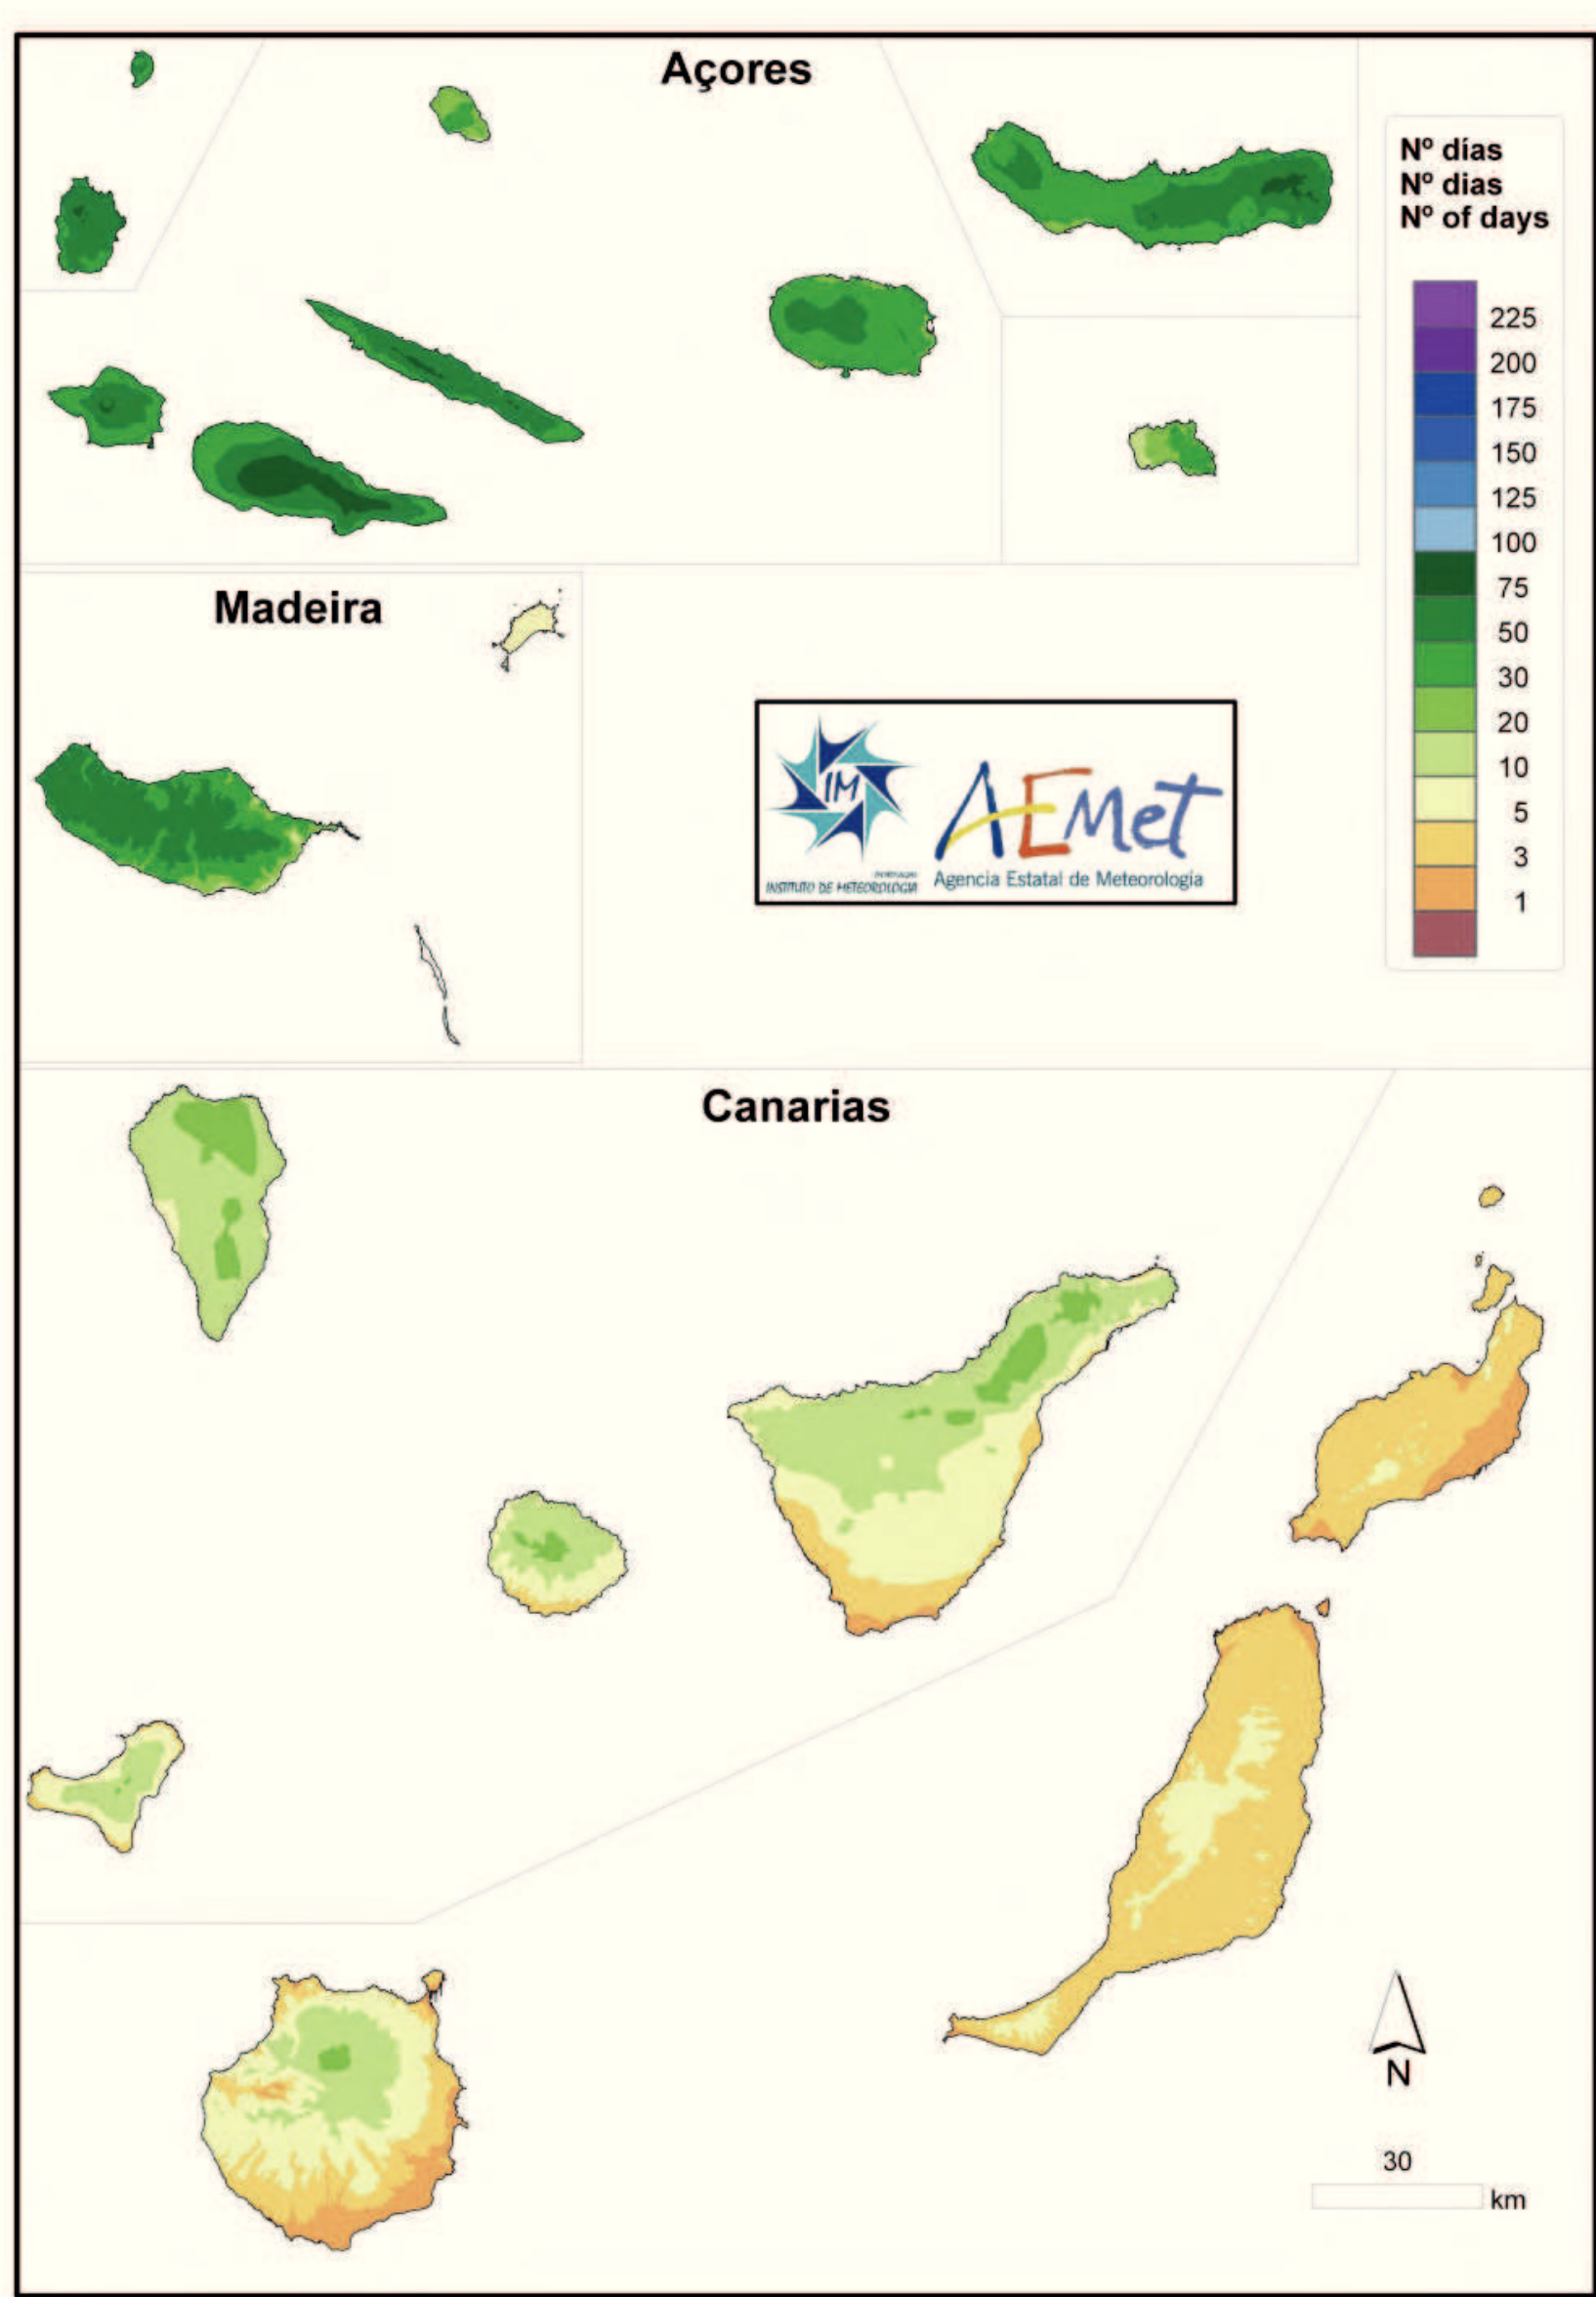 Açores
Nº días
Nº dias
Nº of days
225
200
175
150
125
100
75
50
30
20
10
5
3
1
Madeira
IM
INSTITUTO DE METEOROLOGIA
AEMet
Agencia Estatal de Meteorología
Canarias
N
30
km